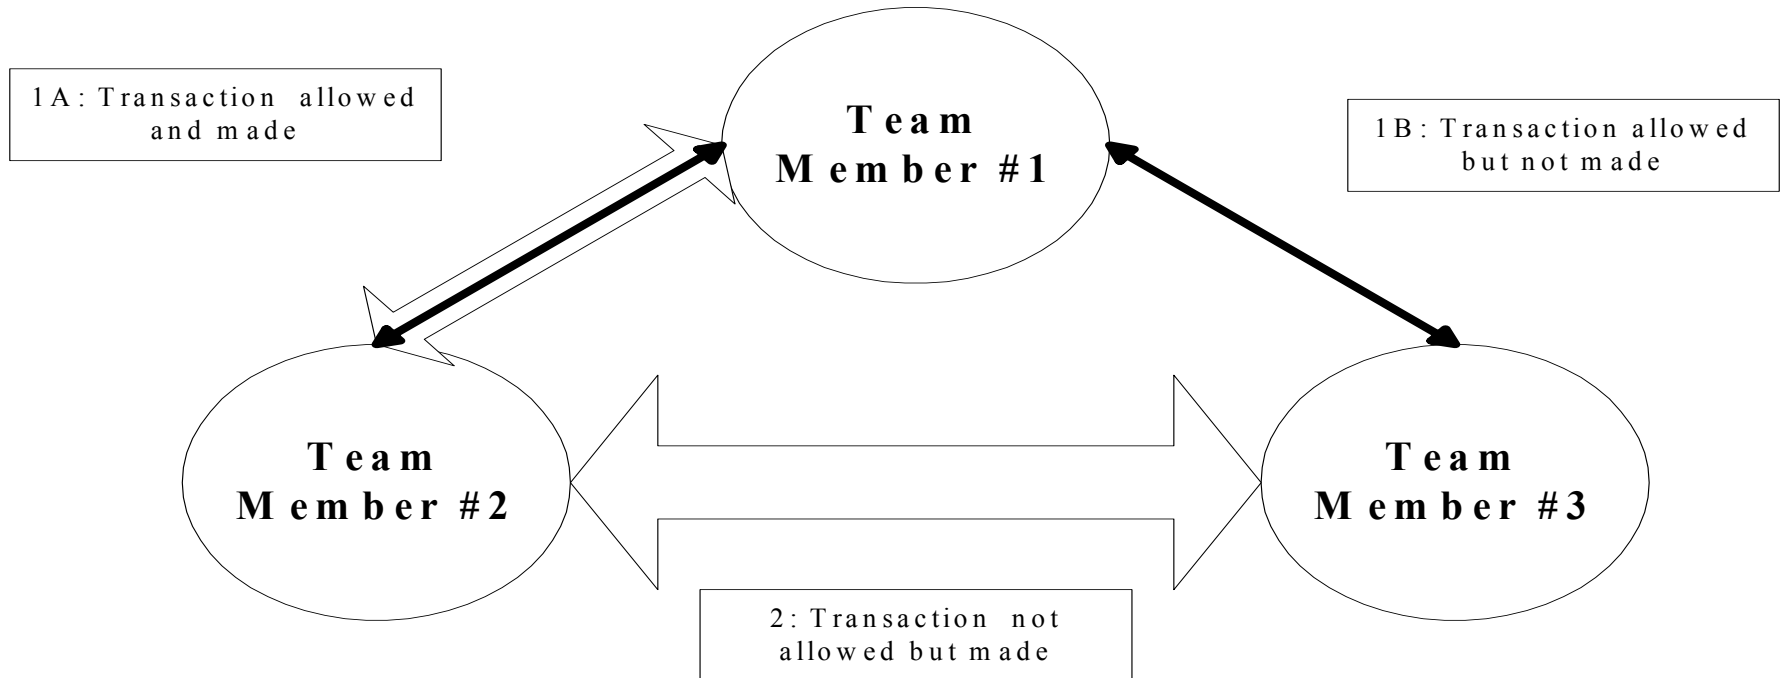 1A: Transaction allowed
and made
Team
Member #1
1B: Transaction allowed
but not made
Team
Member #2
Team
Member #3
2: Transaction not
allowed but made